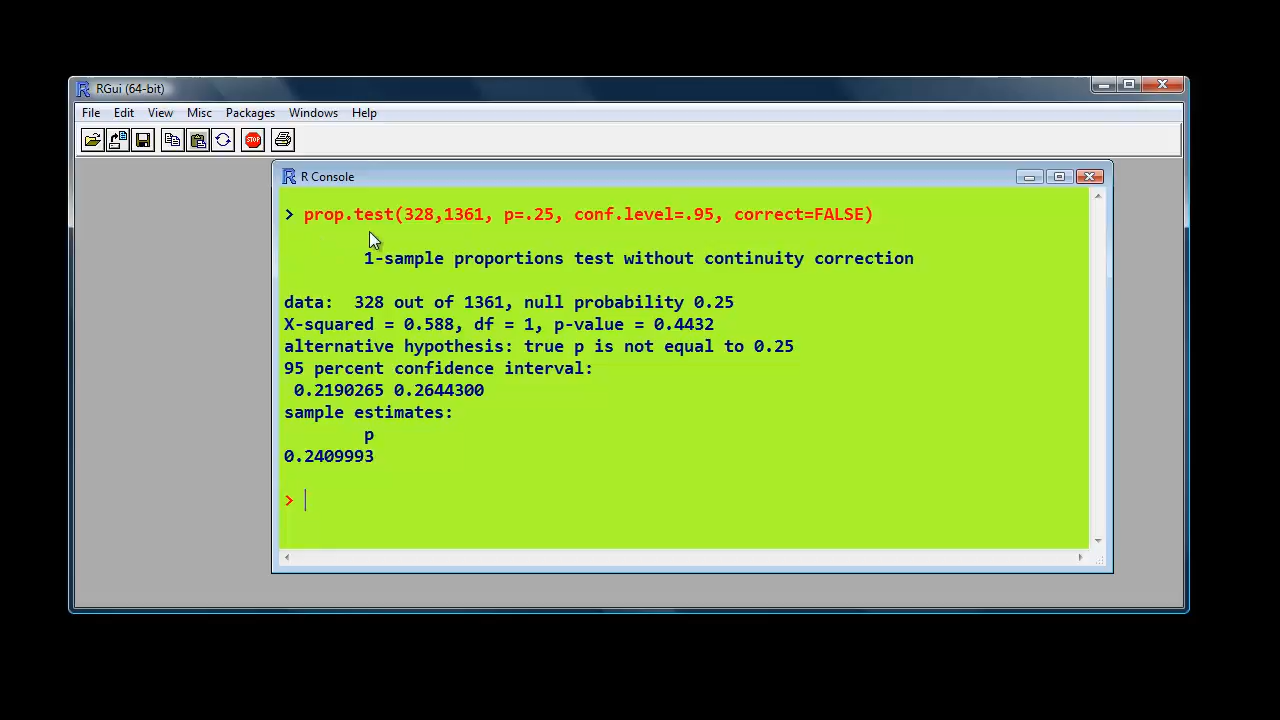 RGui (64-bit)
File Edit View Misc Packages Windows Help
STOP
R Console
> prop.test(328,1361, p=.25, conf.level=.95, correct=FALSE)
1-sample proportions test without continuity correction
data:  328 out of 1361, null probability 0.25
X-squared = 0.588, df = 1, p-value = 0.4432
alternative hypothesis: true p is not equal to 0.25
95 percent confidence interval:
0.2190265 0.2644300
sample estimates:
p
0.2409993
>